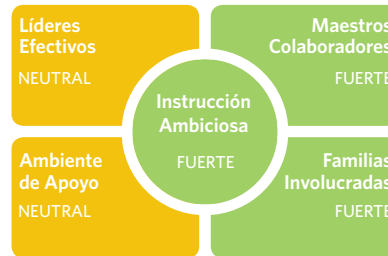 Líderes
Efectivos
NEUTRAL
Maestros
Colaboradores
FUERTE
Instrucción
Ambiciosa
FUERTE
Ambiente
de Apoyo
NEUTRAL
Familias
Involucradas
FUERTE